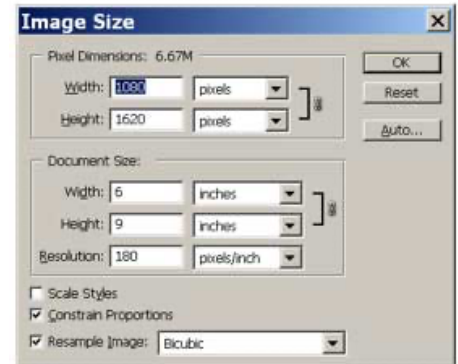 Image Size
Pixel Dimensions: 6.67M
Width: 1080 pixels
Height: 1620 pixels
Document Size:
Width: 6 inches
Height: 9 inches
Resolution: 180 pixels/inch
Scale Styles
Constrain Proportions
Resample Image: Bicubic
OK
Reset
Auto...